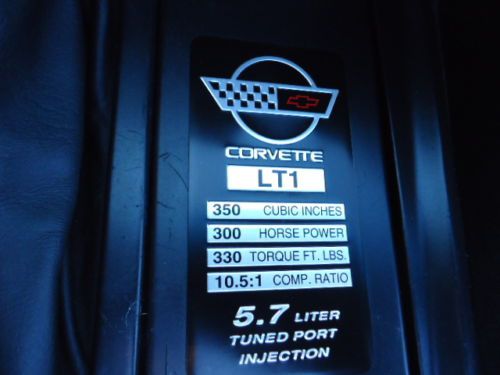 CORVETTE
LT1
350 CUBIC INCHES
300 HORSE POWER
330 TORQUE FT. LBS.
10.5:1 COMP. RATIO
5.7 LITER
TUNED PORT
INJECTION